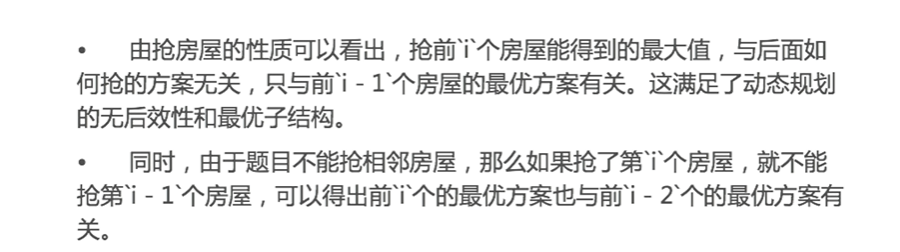 • 由抢房屋的性质可以看出，抢前`i`个房屋能得到的最大值，与后面如
何抢的方案无关，只与前`i - 1`个房屋的最优方案有关。这满足了动态规划
的无后效性和最优子结构。
• 同时，由于题目不能抢相邻房屋，那么如果抢了第`i`个房屋，就不能
抢第`i - 1`个房屋，可以得出前`i`个的最优方案也与前`i - 2`个的最优方案有
关。